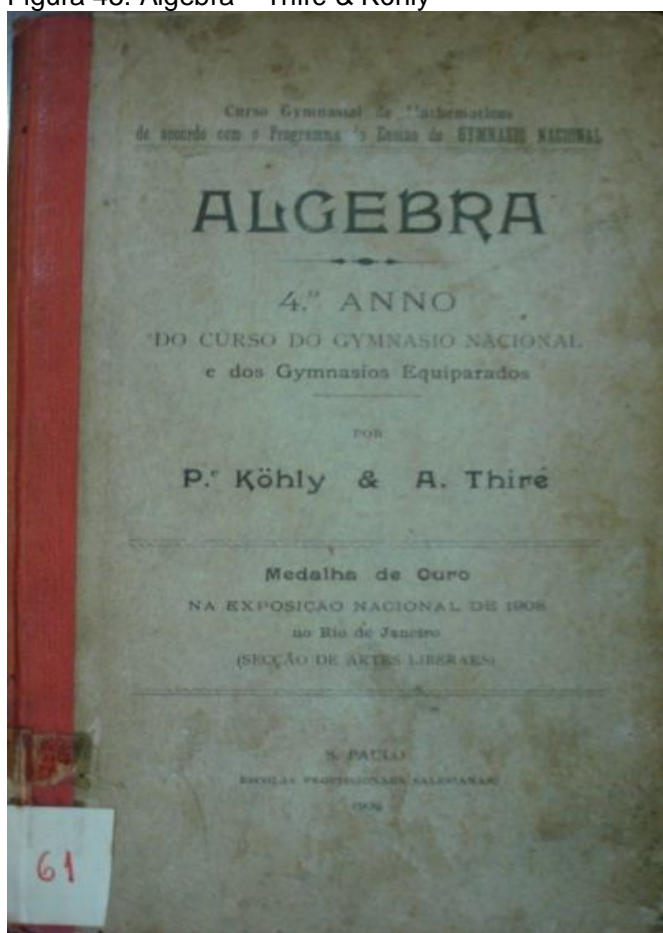 Figura 48: Algebra – Thiré & Köhly
Curso Gymnasial de Mathematicas
de accordo com o Programma do Ensino do GYMNASIO NACIONAL
ALGEBRA
4.º ANNO
DO CURSO DO GYMNASIO NACIONAL
e dos Gymnasios Equiparados
POR
P.e Köhly & A. Thiré
Medalha de Ouro
NA EXPOSIÇÃO NACIONAL DE 1908
no Rio de Janeiro
(SECÇÃO DE ARTES LIBERAES)
S. PAULO
ESCOLAS PROFISSIONAES SALESIANAS
61